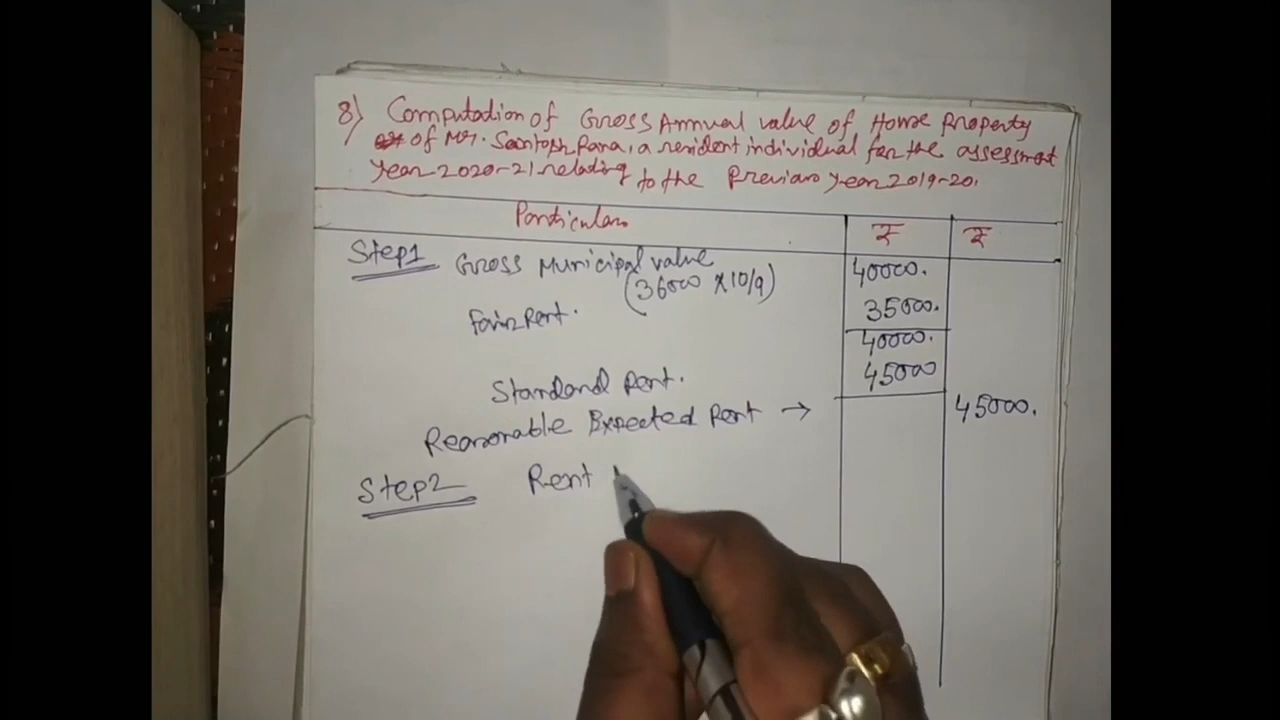 8) Computation of Gross Annual value of House Property
of Mr. Santosh Rana, a resident individual for the assessment
year 2020-21 relating to the Previous year 2019-20.
Particulars ₹ ₹
Step1 Gross Municipal value 40000.
(36000 x10/9)
Fair Rent. 35000.
40000.
Standard Rent. 45000
Reasonable Expected Rent → 45000.
Step2 Rent